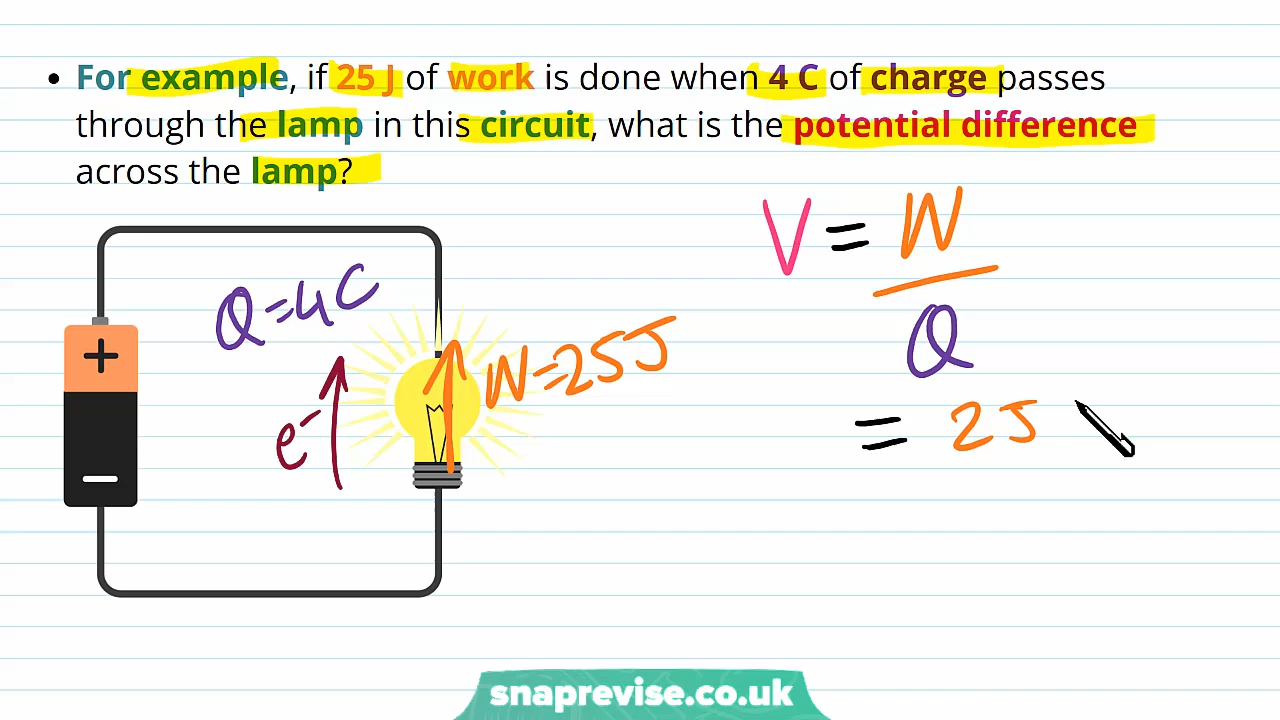 • For example, if 25 J of work is done when 4 C of charge passes
through the lamp in this circuit, what is the potential difference
across the lamp?
V = W
Q
Q=4C
+
W=25J
e-
= 25
−
snaprevise.co.uk